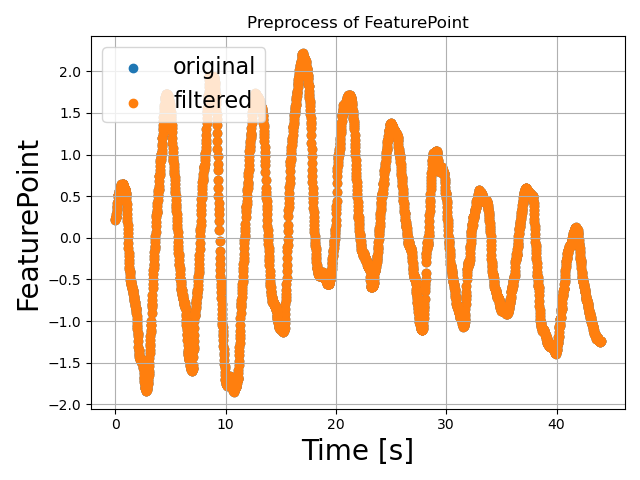 Preprocess of FeaturePoint
original
filtered
FeaturePoint
2.0
1.5
1.0
0.5
0.0
−0.5
−1.0
−1.5
−2.0
0 10 20 30 40
Time [s]